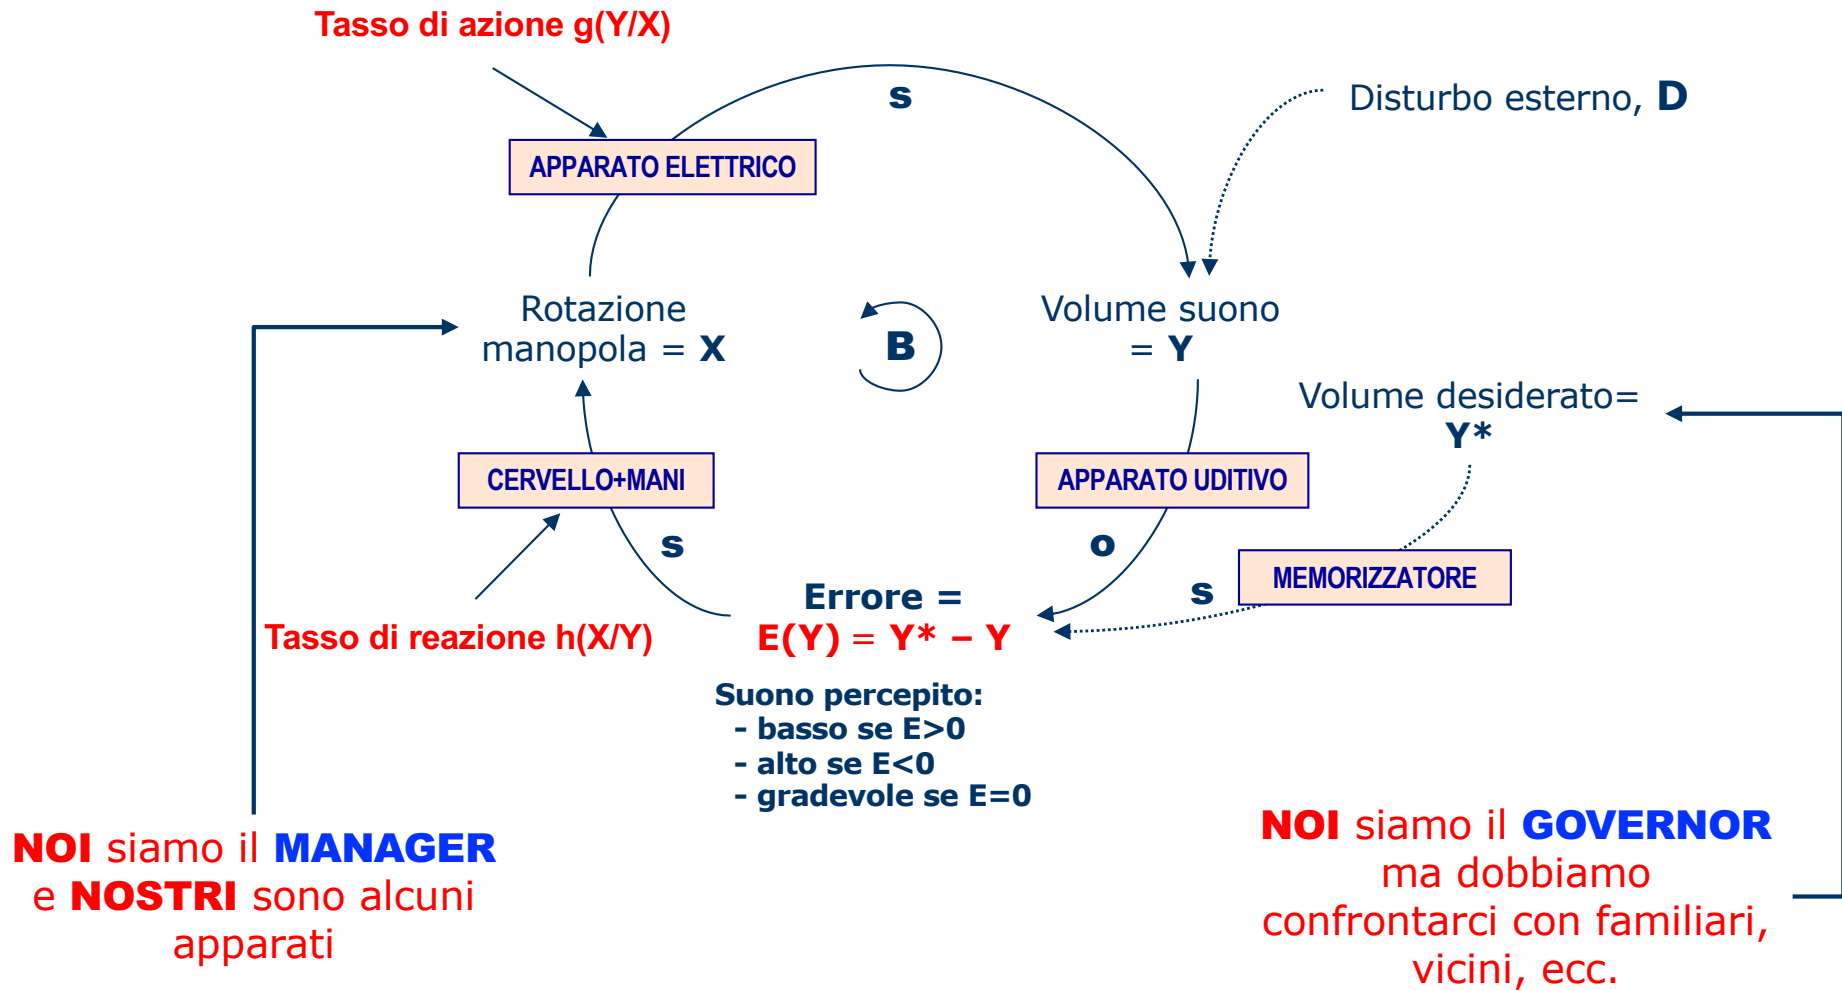 Tasso di azione g(Y/X)
s
Disturbo esterno, D
APPARATO ELETTRICO
Rotazione
manopola = X
B
Volume suono
= Y
Volume desiderato=
Y*
CERVELLO+MANI
APPARATO UDITIVO
s
o
MEMORIZZATORE
s
Errore =
E(Y) = Y* – Y
Tasso di reazione h(X/Y)
Suono percepito:
- basso se E>0
- alto se E<0
- gradevole se E=0
NOI siamo il MANAGER
e NOSTRI sono alcuni
apparati
NOI siamo il GOVERNOR
ma dobbiamo
confrontarci con familiari,
vicini, ecc.